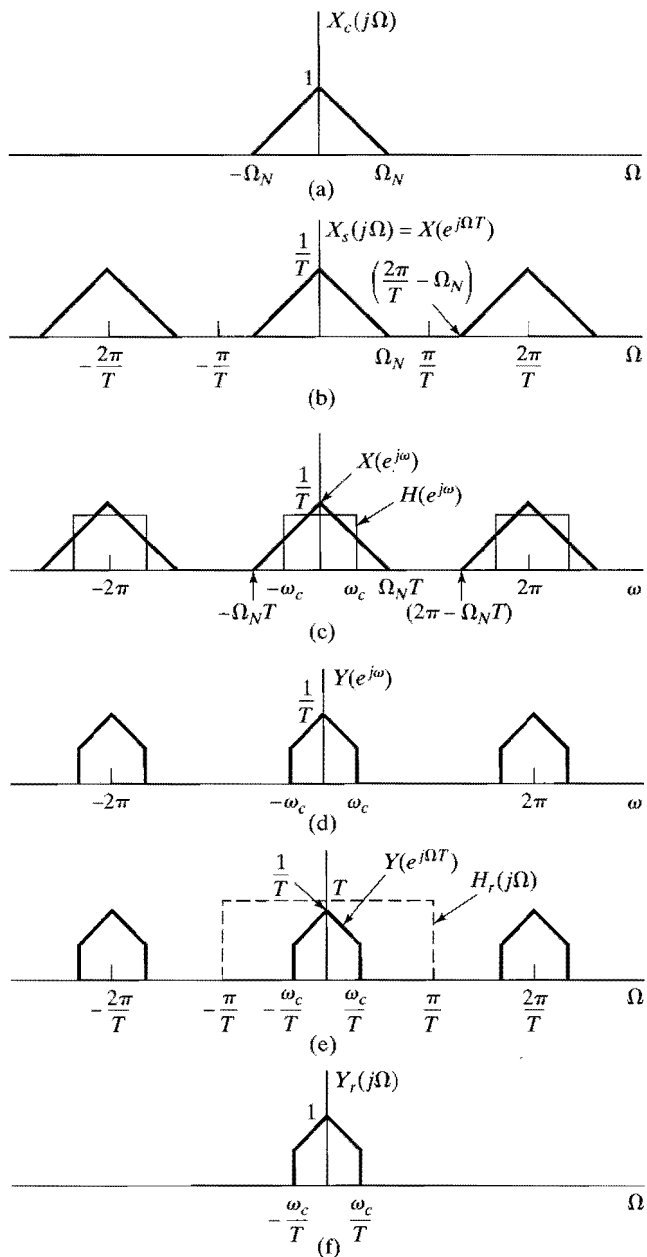 X_c(jΩ)
1
−Ω_N Ω_N Ω
(a)
X_s(jΩ) = X(e^{jΩT})
1/T
(2π/T − Ω_N)
−2π/T −π/T Ω_N π/T 2π/T Ω
(b)
X(e^{jω})
1/T H(e^{jω})
−2π −ω_c ω_c Ω_N T 2π ω
−Ω_N T (2π − Ω_N T)
(c)
Y(e^{jω})
1/T
−2π −ω_c ω_c 2π ω
(d)
1/T T Y(e^{jΩT}) H_r(jΩ)
−2π/T −π/T −ω_c/T ω_c/T π/T 2π/T Ω
(e)
Y_r(jΩ)
1
−ω_c/T ω_c/T Ω
(f)